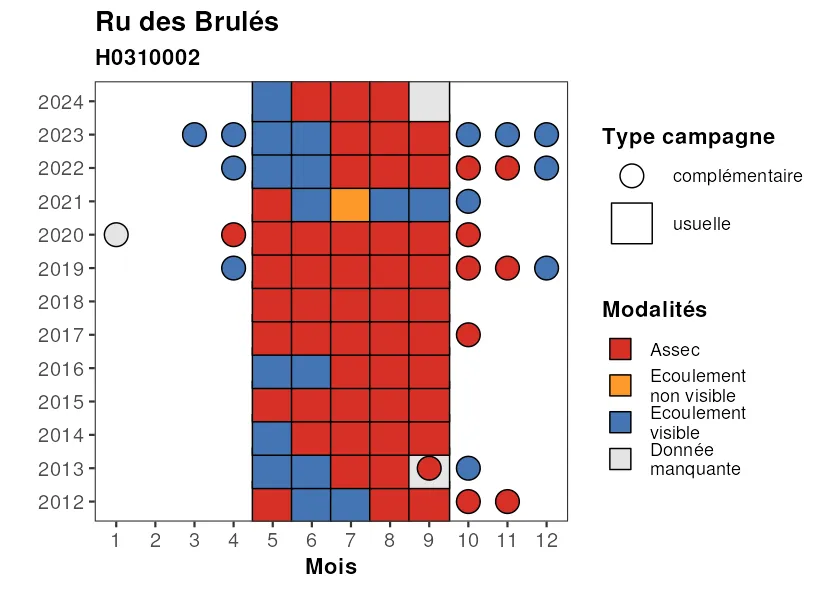 Ru des Brulés
H0310002
2024
2023
2022
2021
2020
2019
2018
2017
2016
2015
2014
2013
2012
1 2 3 4 5 6 7 8 9 10 11 12
Mois
Type campagne
complémentaire
usuelle
Modalités
Assec
Ecoulement
non visible
Ecoulement
visible
Donnée
manquante